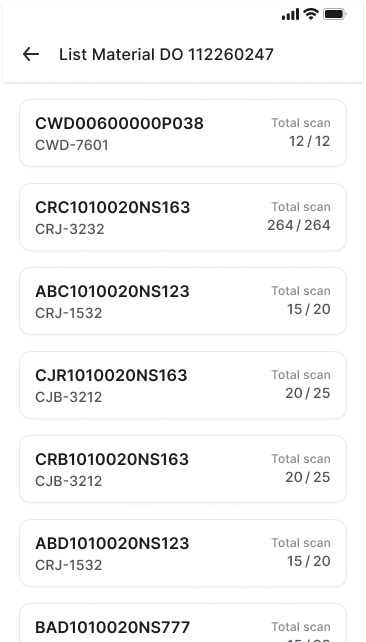 List Material DO 112260247
CWD00600000P038
Total scan
CWD-7601
12 / 12
CRC1010020NS163
Total scan
CRJ-3232
264 / 264
ABC1010020NS123
Total scan
CRJ-1532
15 / 20
CJR1010020NS163
Total scan
CJB-3212
20 / 25
CRB1010020NS163
Total scan
CJB-3212
20 / 25
ABD1010020NS123
Total scan
CRJ-1532
15 / 20
BAD1010020NS777
Total scan